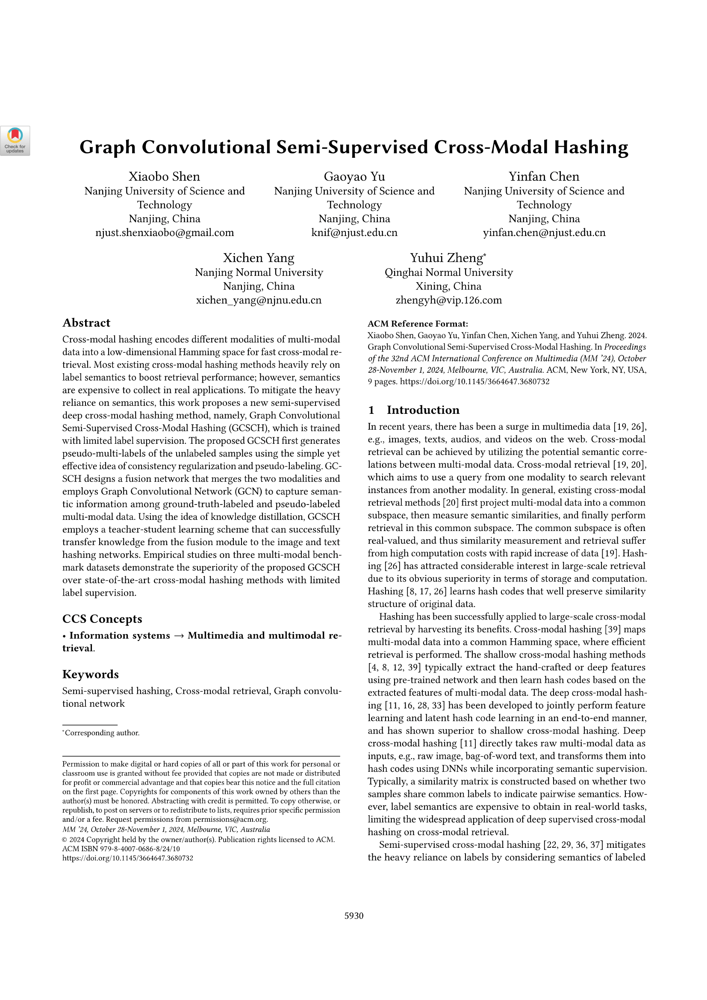 Check for
updates
Graph Convolutional Semi-Supervised Cross-Modal Hashing
Xiaobo Shen
Nanjing University of Science and
Technology
Nanjing, China
njust.shenxiaobo@gmail.com
Gaoyao Yu
Nanjing University of Science and
Technology
Nanjing, China
knif@njust.edu.cn
Yinfan Chen
Nanjing University of Science and
Technology
Nanjing, China
yinfan.chen@njust.edu.cn
Xichen Yang
Nanjing Normal University
Nanjing, China
xichen_yang@njnu.edu.cn
Yuhui Zheng*
Qinghai Normal University
Xining, China
zhengyh@vip.126.com
Abstract
Cross-modal hashing encodes different modalities of multi-modal
data into a low-dimensional Hamming space for fast cross-modal re-
trieval. Most existing cross-modal hashing methods heavily rely on
label semantics to boost retrieval performance; however, semantics
are expensive to collect in real applications. To mitigate the heavy
reliance on semantics, this work proposes a new semi-supervised
deep cross-modal hashing method, namely, Graph Convolutional
Semi-Supervised Cross-Modal Hashing (GCSCH), which is trained
with limited label supervision. The proposed GCSCH first generates
pseudo-multi-labels of the unlabeled samples using the simple yet
effective idea of consistency regularization and pseudo-labeling. GC-
SCH designs a fusion network that merges the two modalities and
employs Graph Convolutional Network (GCN) to capture seman-
tic information among ground-truth-labeled and pseudo-labeled
multi-modal data. Using the idea of knowledge distillation, GCSCH
employs a teacher-student learning scheme that can successfully
transfer knowledge from the fusion module to the image and text
hashing networks. Empirical studies on three multi-modal bench-
mark datasets demonstrate the superiority of the proposed GCSCH
over state-of-the-art cross-modal hashing methods with limited
label supervision.
CCS Concepts
• Information systems → Multimedia and multimodal re-
trieval.
Keywords
Semi-supervised hashing, Cross-modal retrieval, Graph convolu-
tional network
*Corresponding author.
Permission to make digital or hard copies of all or part of this work for personal or
classroom use is granted without fee provided that copies are not made or distributed
for profit or commercial advantage and that copies bear this notice and the full citation
on the first page. Copyrights for components of this work owned by others than the
author(s) must be honored. Abstracting with credit is permitted. To copy otherwise, or
republish, to post on servers or to redistribute to lists, requires prior specific permission
and/or a fee. Request permissions from permissions@acm.org.
MM ’24, October 28-November 1, 2024, Melbourne, VIC, Australia
© 2024 Copyright held by the owner/author(s). Publication rights licensed to ACM.
ACM ISBN 979-8-4007-0686-8/24/10
https://doi.org/10.1145/3664647.3680732
ACM Reference Format:
Xiaobo Shen, Gaoyao Yu, Yinfan Chen, Xichen Yang, and Yuhui Zheng. 2024.
Graph Convolutional Semi-Supervised Cross-Modal Hashing. In Proceedings
of the 32nd ACM International Conference on Multimedia (MM ’24), October
28-November 1, 2024, Melbourne, VIC, Australia. ACM, New York, NY, USA,
9 pages. https://doi.org/10.1145/3664647.3680732
1 Introduction
In recent years, there has been a surge in multimedia data [19, 26],
e.g., images, texts, audios, and videos on the web. Cross-modal
retrieval can be achieved by utilizing the potential semantic corre-
lations between multi-modal data. Cross-modal retrieval [19, 20],
which aims to use a query from one modality to search relevant
instances from another modality. In general, existing cross-modal
retrieval methods [20] first project multi-modal data into a common
subspace, then measure semantic similarities, and finally perform
retrieval in this common subspace. The common subspace is often
real-valued, and thus similarity measurement and retrieval suffer
from high computation costs with rapid increase of data [19]. Hash-
ing [26] has attracted considerable interest in large-scale retrieval
due to its obvious superiority in terms of storage and computation.
Hashing [8, 17, 26] learns hash codes that well preserve similarity
structure of original data.
Hashing has been successfully applied to large-scale cross-modal
retrieval by harvesting its benefits. Cross-modal hashing [39] maps
multi-modal data into a common Hamming space, where efficient
retrieval is performed. The shallow cross-modal hashing methods
[4, 8, 12, 39] typically extract the hand-crafted or deep features
using pre-trained network and then learn hash codes based on the
extracted features of multi-modal data. The deep cross-modal hash-
ing [11, 16, 28, 33] has been developed to jointly perform feature
learning and latent hash code learning in an end-to-end manner,
and has shown superior to shallow cross-modal hashing. Deep
cross-modal hashing [11] directly takes raw multi-modal data as
inputs, e.g., raw image, bag-of-word text, and transforms them into
hash codes using DNNs while incorporating semantic supervision.
Typically, a similarity matrix is constructed based on whether two
samples share common labels to indicate pairwise semantics. How-
ever, label semantics are expensive to obtain in real-world tasks,
limiting the widespread application of deep supervised cross-modal
hashing on cross-modal retrieval.
Semi-supervised cross-modal hashing [22, 29, 36, 37] mitigates
the heavy reliance on labels by considering semantics of labeled
5930